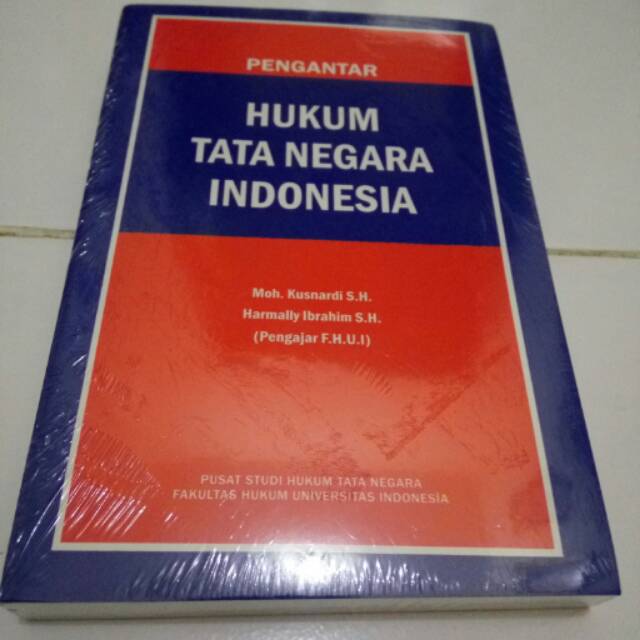 PENGANTAR
HUKUM
TATA NEGARA
INDONESIA
Moh. Kusnardi S.H.
Harmally Ibrahim S.H.
(Pengajar F.H.U.I)
PUSAT STUDI HUKUM TATA NEGARA
FAKULTAS HUKUM UNIVERSITAS INDONESIA